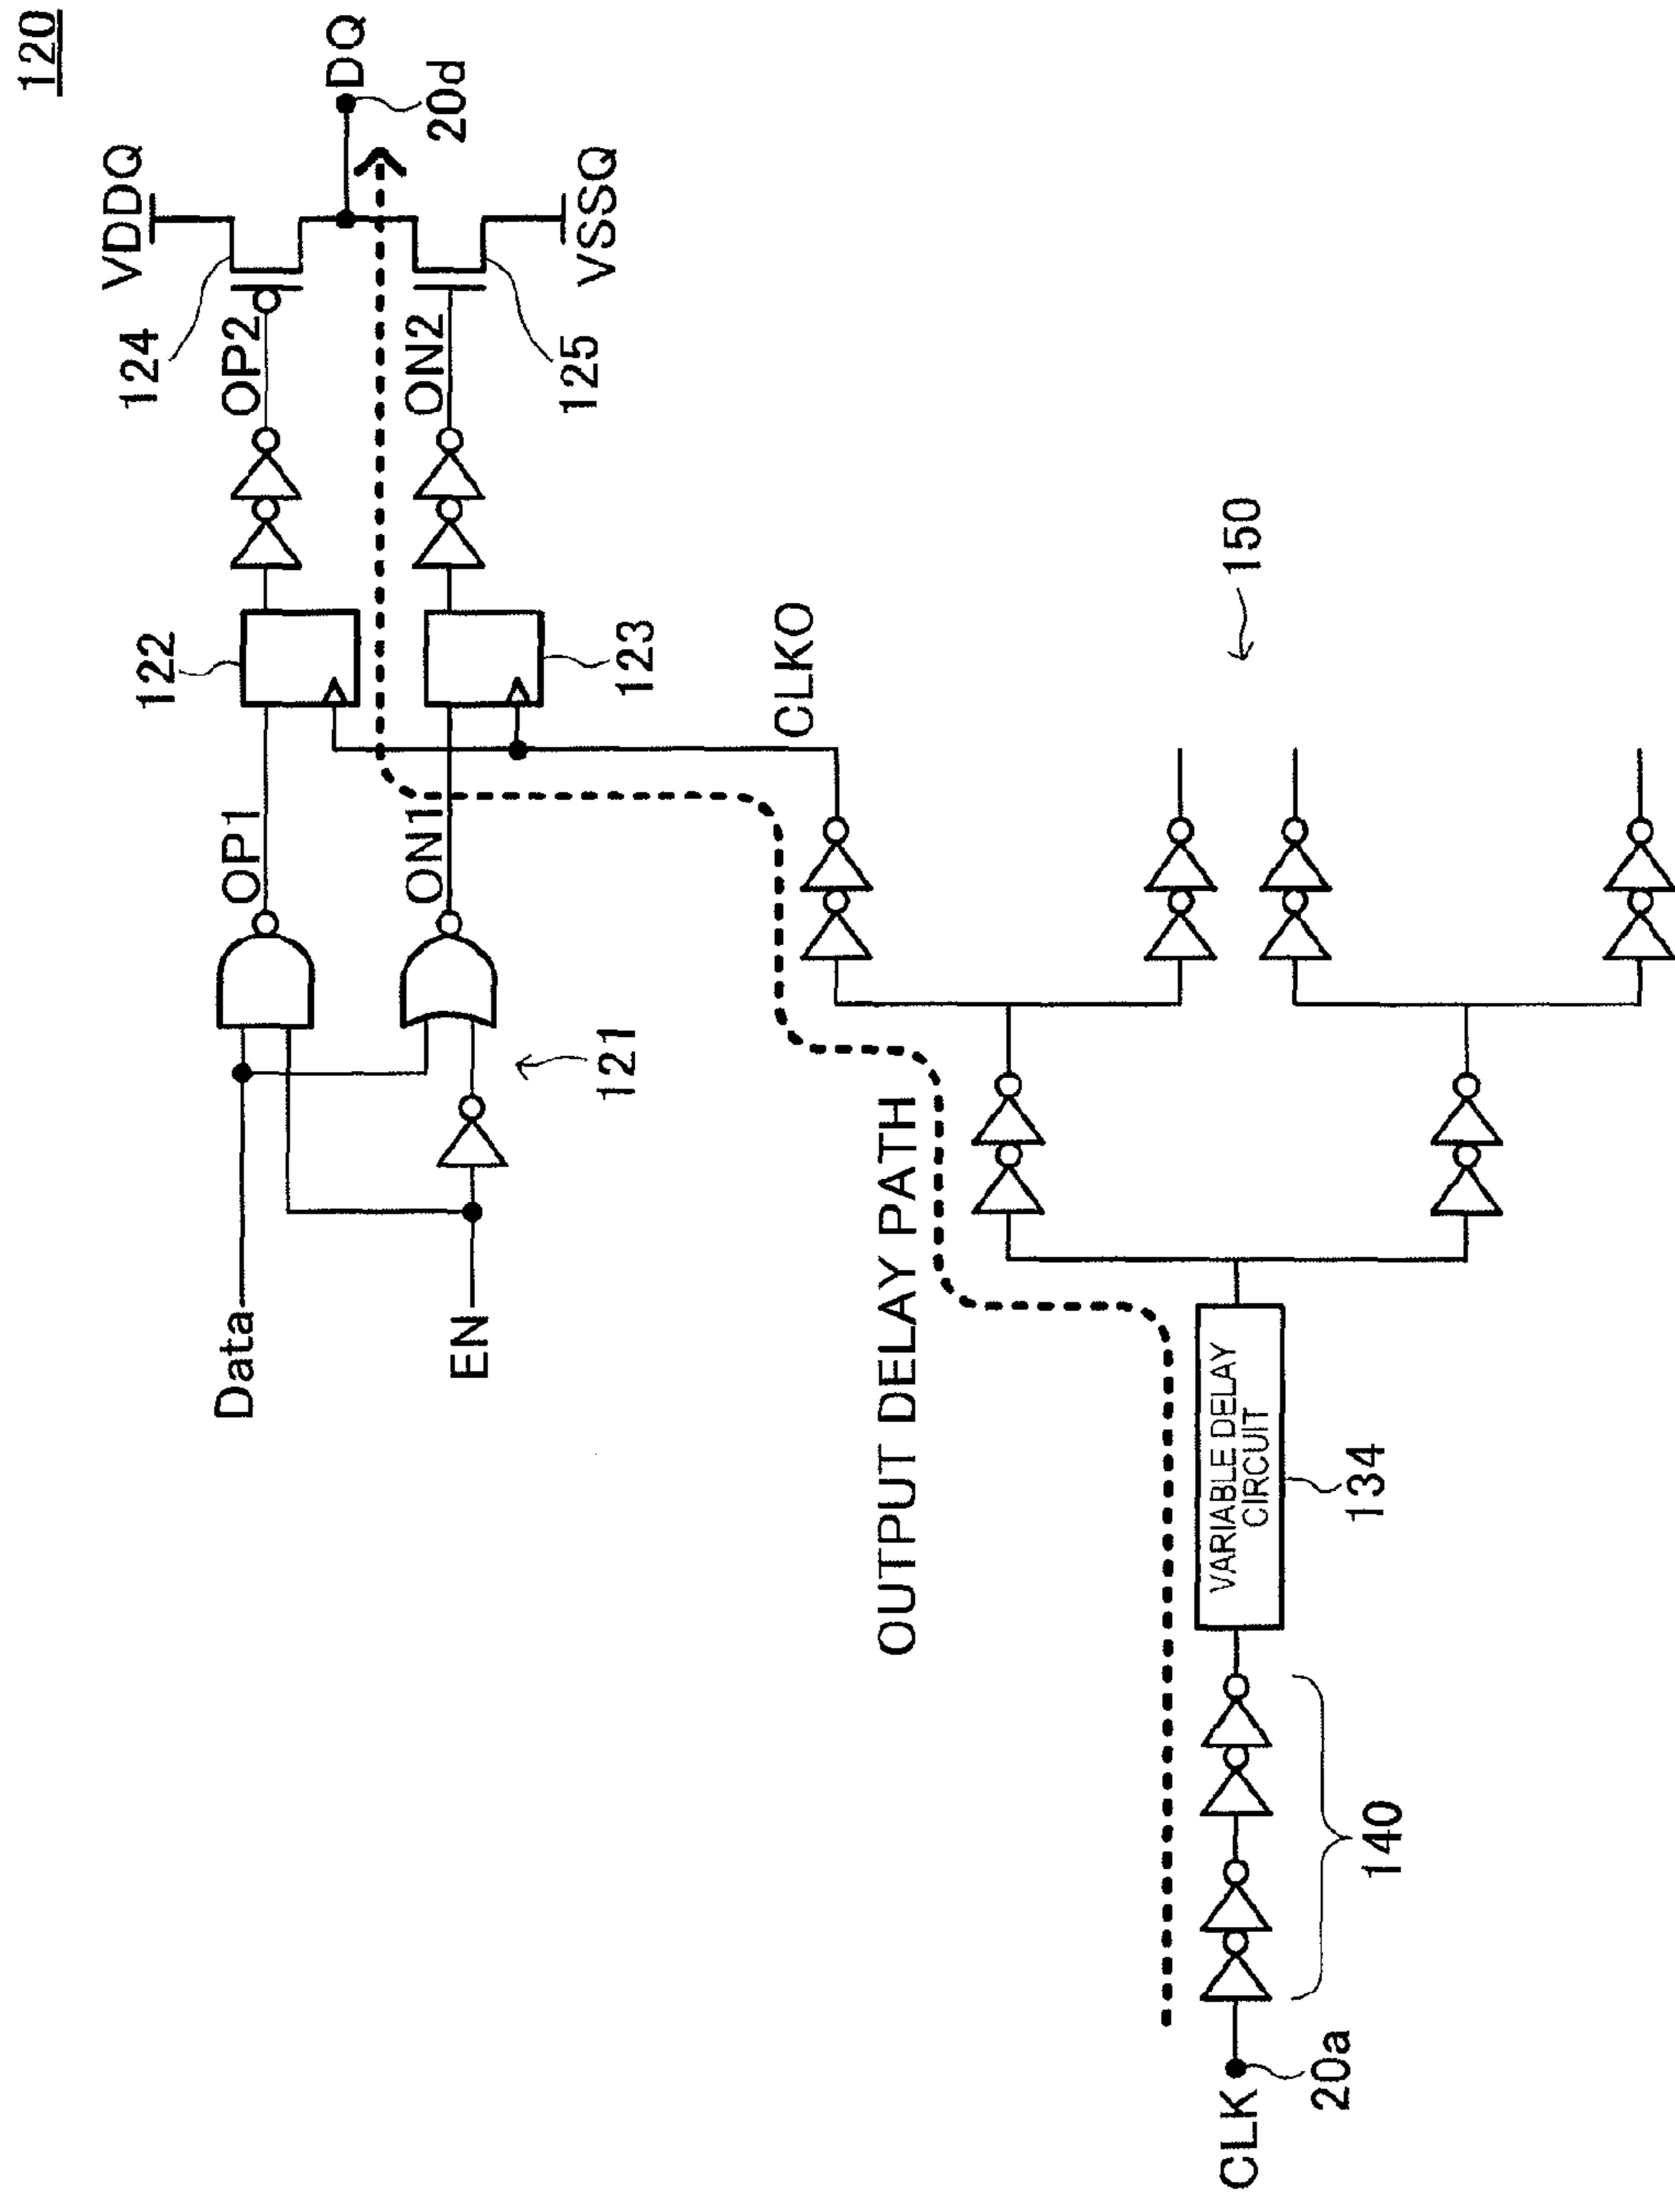 120
VDDQ
124
OP2
DQ
20d
ON2
125
VSSQ
122
123
OP1
ON1
CLKO
121
Data
EN
150
OUTPUT DELAY PATH
VARIABLE DELAY
CIRCUIT
134
140
CLK
20a